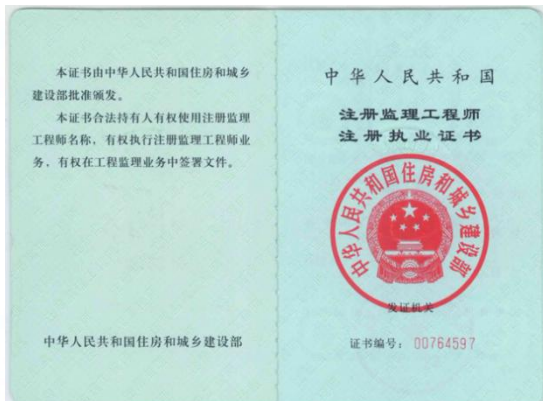 本证书由中华人民共和国住房和城乡
建设部批准颁发。
本证书合法持有人有权使用注册监理
工程师名称，有权执行注册监理工程师业
务，有权在工程监理业务中签署文件。
中华人民共和国住房和城乡建设部
中华人民共和国
注册监理工程师
注册执业证书
中华人民共和国住房和城乡建设部
发证机关
证书编号：00764597